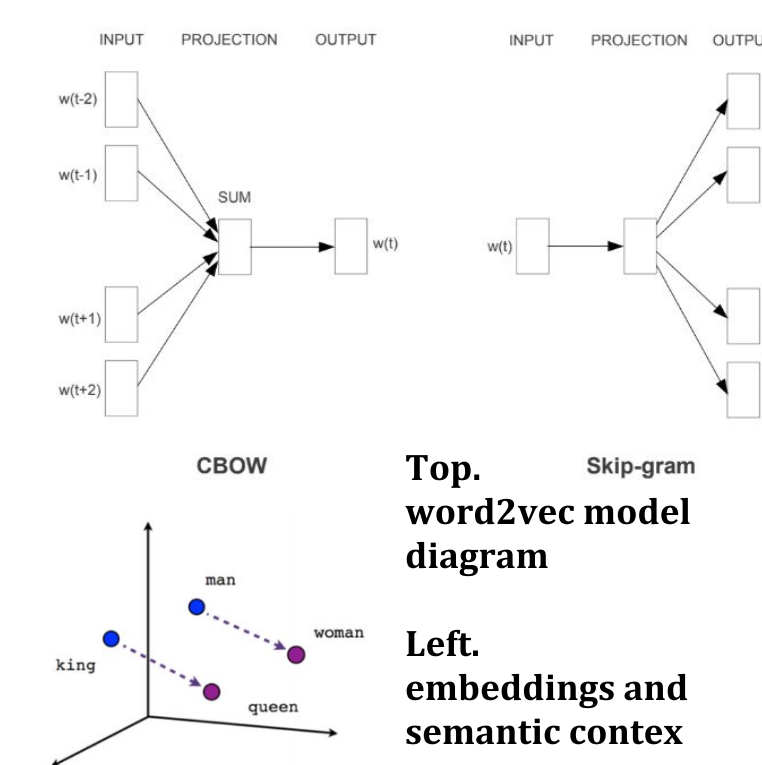 INPUT PROJECTION OUTPUT
w(t-2)
w(t-1)
SUM
w(t)
w(t+1)
w(t+2)
CBOW
INPUT PROJECTION OUTPU
w(t)
Skip-gram
Top.
word2vec model
diagram
man
woman
king
queen
Left.
embeddings and
semantic contex